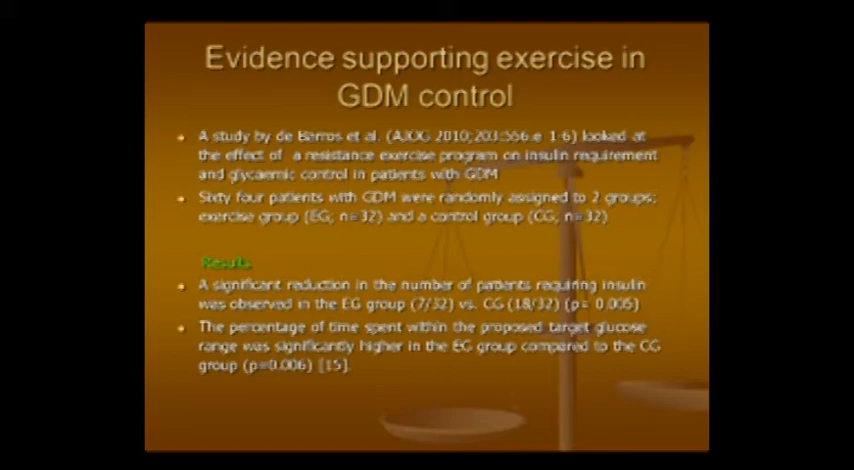 Evidence supporting exercise in
GDM control
• A study by de Barros et al. (AJOG 2010;203:556.e 1-6) looked at
the effect of a resistance exercise program on insulin requirement
and glycaemic control in patients with GDM
• Sixty four patients with GDM were randomly assigned to 2 groups;
exercise group (EG; n=32) and a control group (CG; n=32)
Results
• A significant reduction in the number of patients requiring insulin
was observed in the EG group (7/32) vs. CG (18/32) (p= 0.005)
• The percentage of time spent within the proposed target glucose
range was significantly higher in the EG group compared to the CG
group (p=0.006) [15].